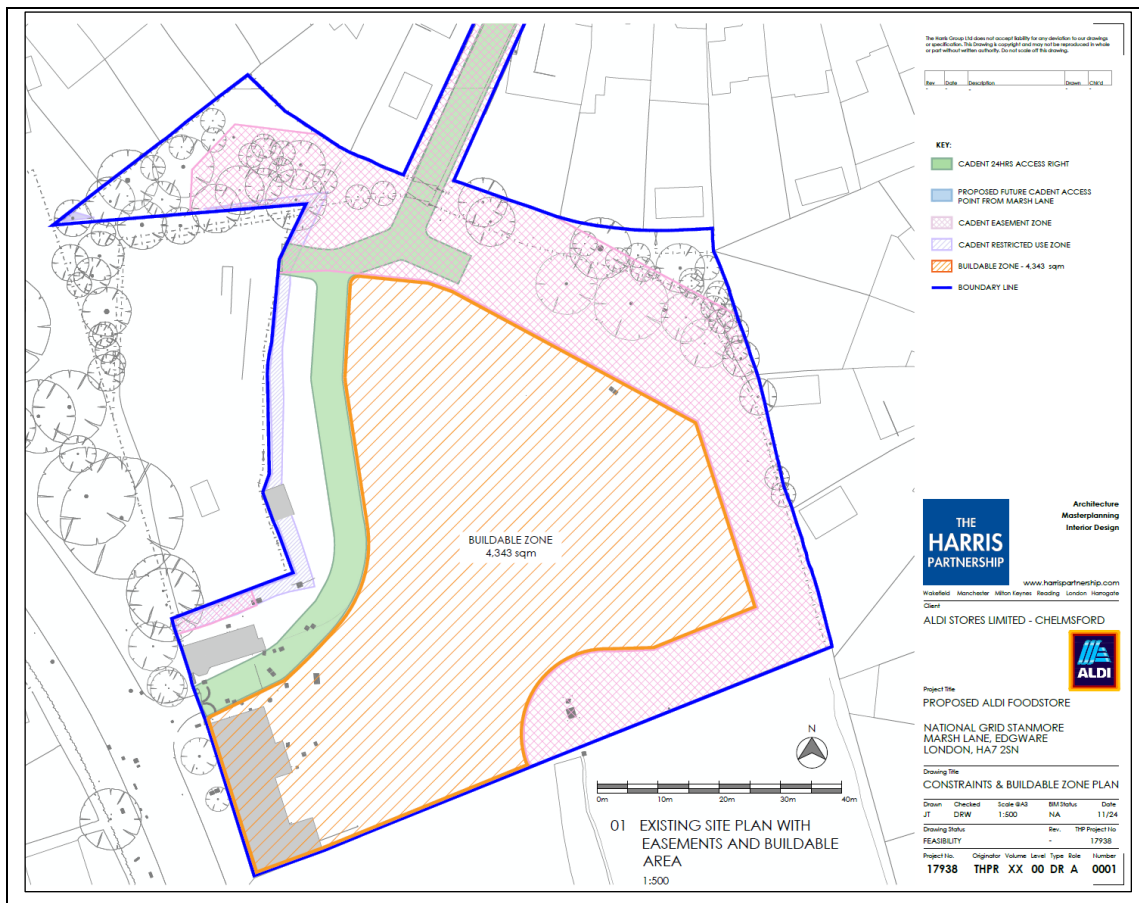 The Harris Group Ltd does not accept liability for any deviation to our drawings
or specification. This Drawing is copyright and may not be reproduced in whole
or part without written authority. Do not scale off this drawing.
Rev Date Description Drawn Chk'd
- - - - -
KEY:
CADENT 24HRS ACCESS RIGHT
PROPOSED FUTURE CADENT ACCESS
POINT FROM MARSH LANE
CADENT EASEMENT ZONE
CADENT RESTRICTED USE ZONE
BUILDABLE ZONE - 4,343 sqm
BOUNDARY LINE
BUILDABLE ZONE
4,343 sqm
N
0m 10m 20m 30m 40m
01 EXISTING SITE PLAN WITH
EASEMENTS AND BUILDABLE
AREA
1:500
THE
HARRIS
PARTNERSHIP
Architecture
Masterplanning
Interior Design
www.harrispartnership.com
Wakefield Manchester Milton Keynes Reading London Harrogate
Client
ALDI STORES LIMITED - CHELMSFORD
ALDI
Project Title
PROPOSED ALDI FOODSTORE
NATIONAL GRID STANMORE
MARSH LANE, EDGWARE
LONDON, HA7 2SN
Drawing Title
CONSTRAINTS & BUILDABLE ZONE PLAN
Drawn Checked Scale @A3 BIM Status Date
JT DRW 1:500 NA 11/24
Drawing Status Rev. THP Project No
FEASIBILITY - 17938
Project No. Originator Volume Level Type Role Number
17938 THPR XX 00 DR A 0001